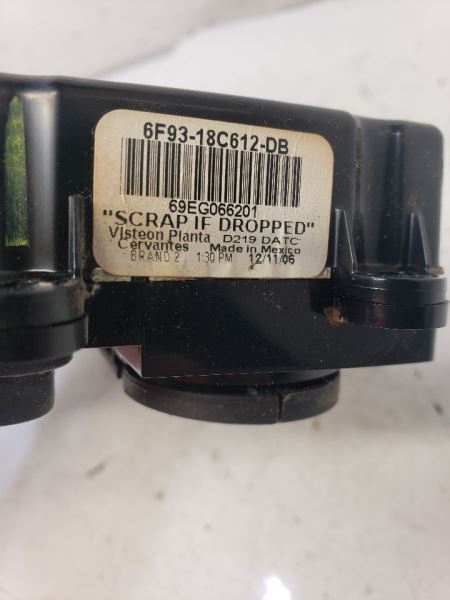 6F93-18C612-DB
69EG066201
"SCRAP IF DROPPED"
Visteon Planta D219 DATC
Cervantes Made in Mexico
BRAND 2 1:30 PM 12/11/06